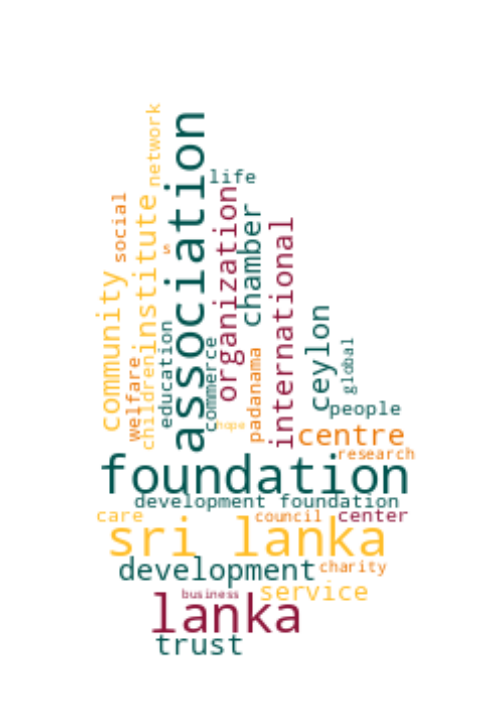 network
association
life
social
institute
s
organization
chamber
international
community
education
commerce
ceylon
global
welfare
children
hope
padanama
people
centre
research
foundation
development foundation
care
council
center
sri lanka
development
charity
business
service
lanka
trust